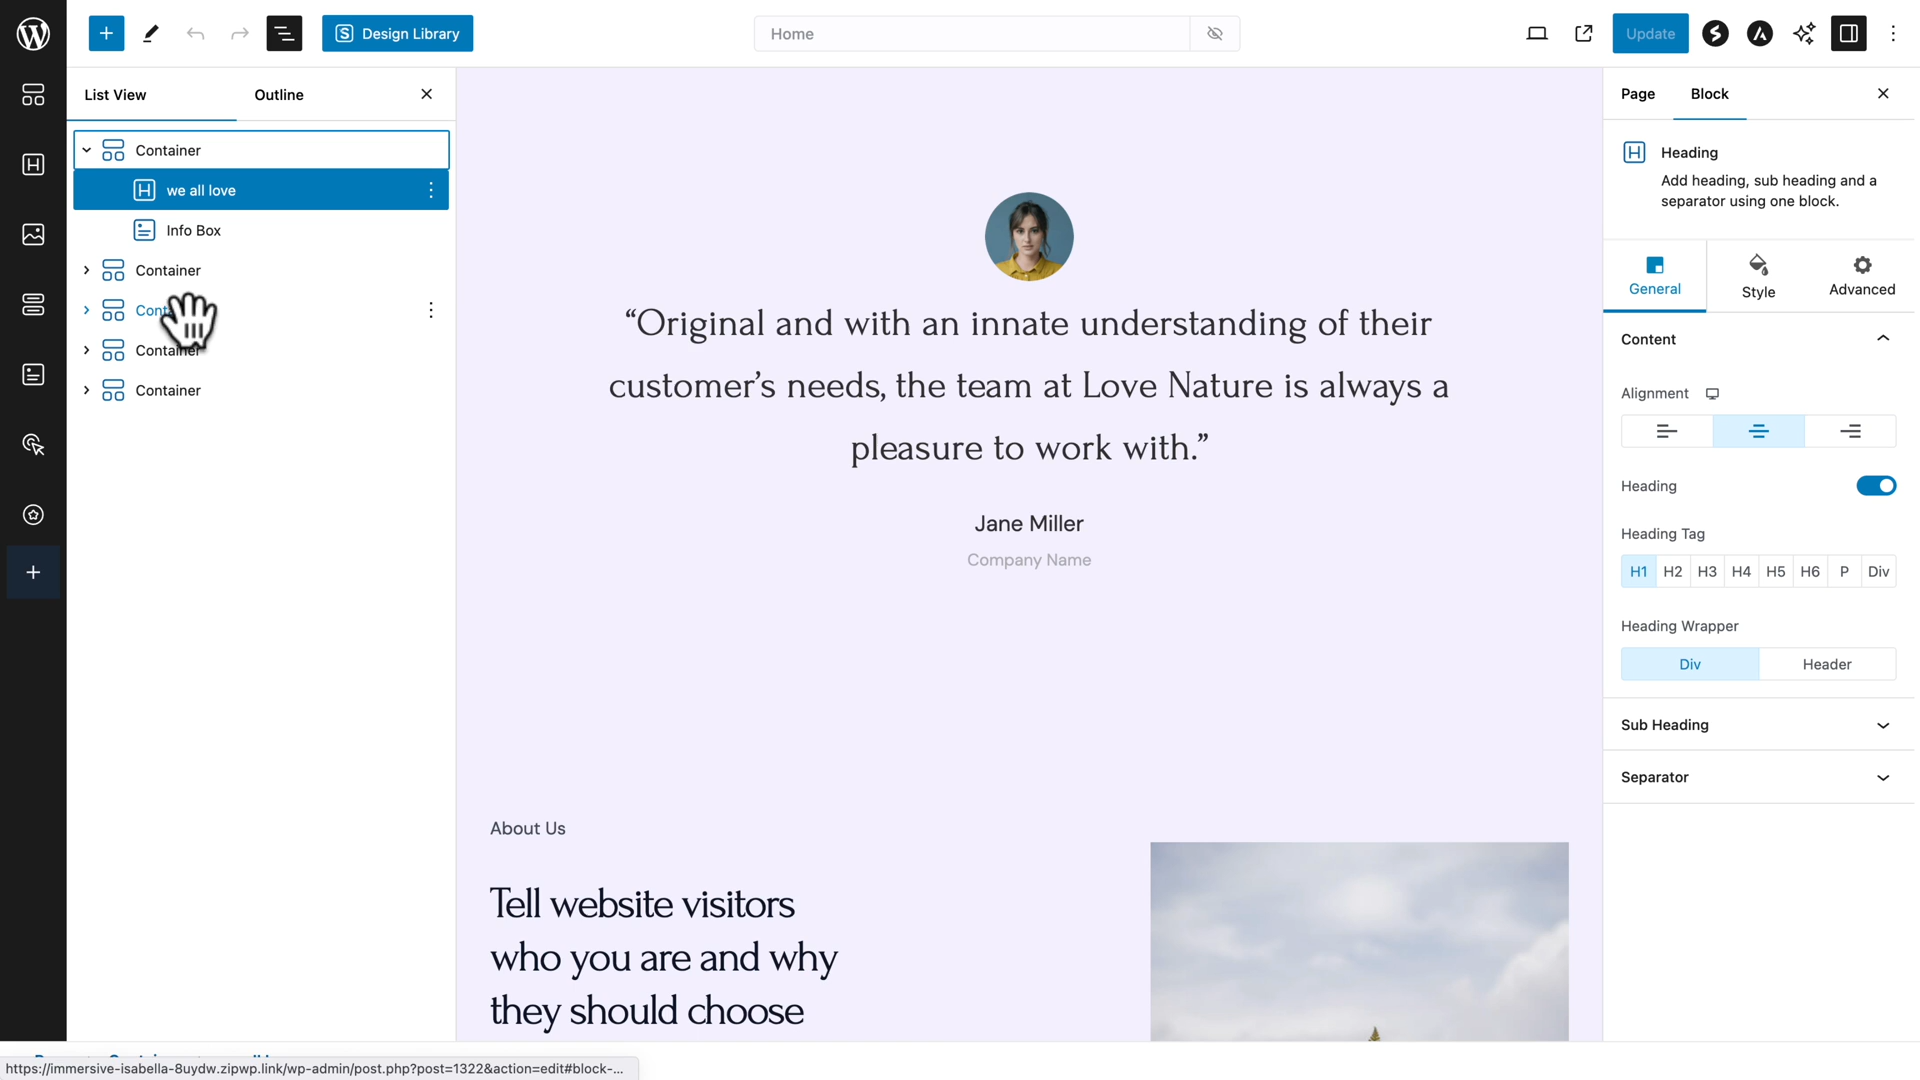 Design Library
Home
Update
List View
Outline
Container
we all love
Info Box
Container
Container
Container
“Original and with an innate understanding of their
customer’s needs, the team at Love Nature is always a
pleasure to work with.”
Jane Miller
Company Name
About Us
Tell website visitors
who you are and why
they should choose
Page
Block
Heading
Add heading, sub heading and a
separator using one block.
General
Style
Advanced
Content
Alignment
Heading
Heading Tag
H1 H2 H3 H4 H5 H6 P Div
Heading Wrapper
Div
Header
Sub Heading
Separator
https://immersive-isabella-8uydw.zipwp.link/wp-admin/post.php?post=1322&action=edit#block-...